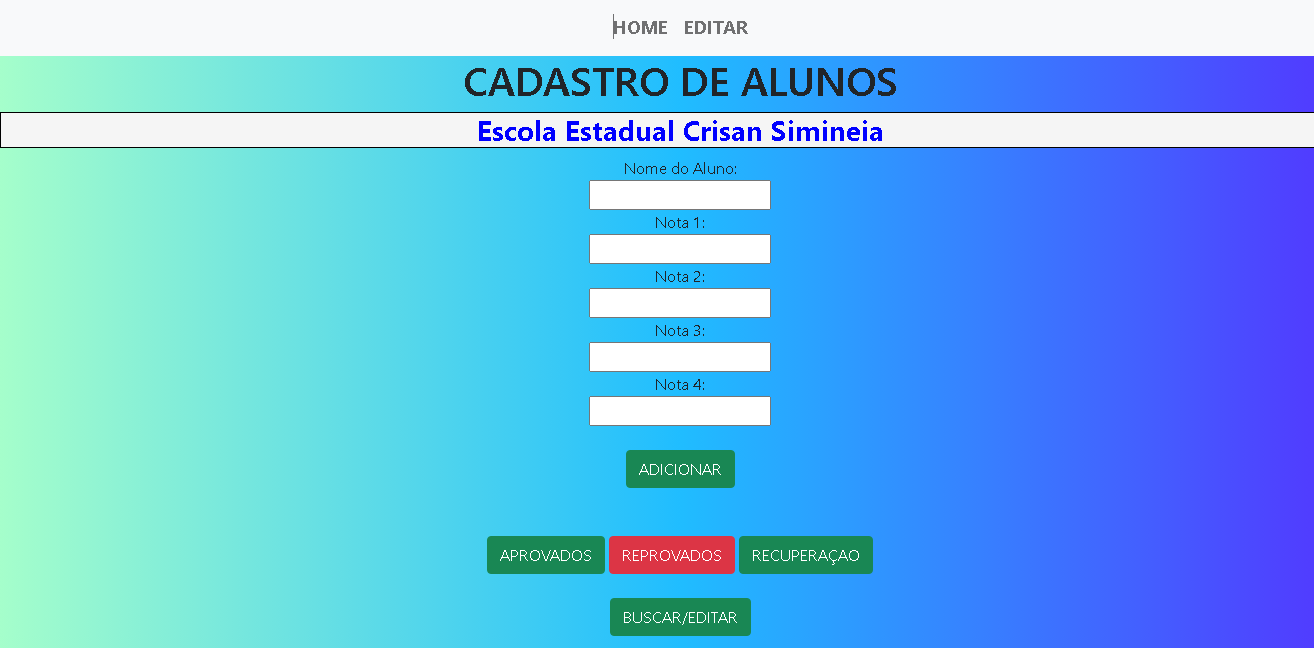 HOME EDITAR
CADASTRO DE ALUNOS
Escola Estadual Crisan Simineia
Nome do Aluno:
Nota 1:
Nota 2:
Nota 3:
Nota 4:
ADICIONAR
APROVADOS REPROVADOS RECUPERAÇAO
BUSCAR/EDITAR